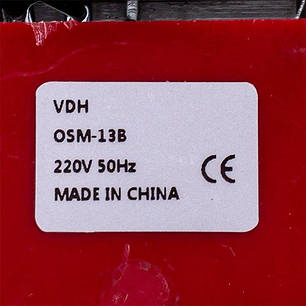 VDH
OSM-13B
220V 50Hz
CE
MADE IN CHINA